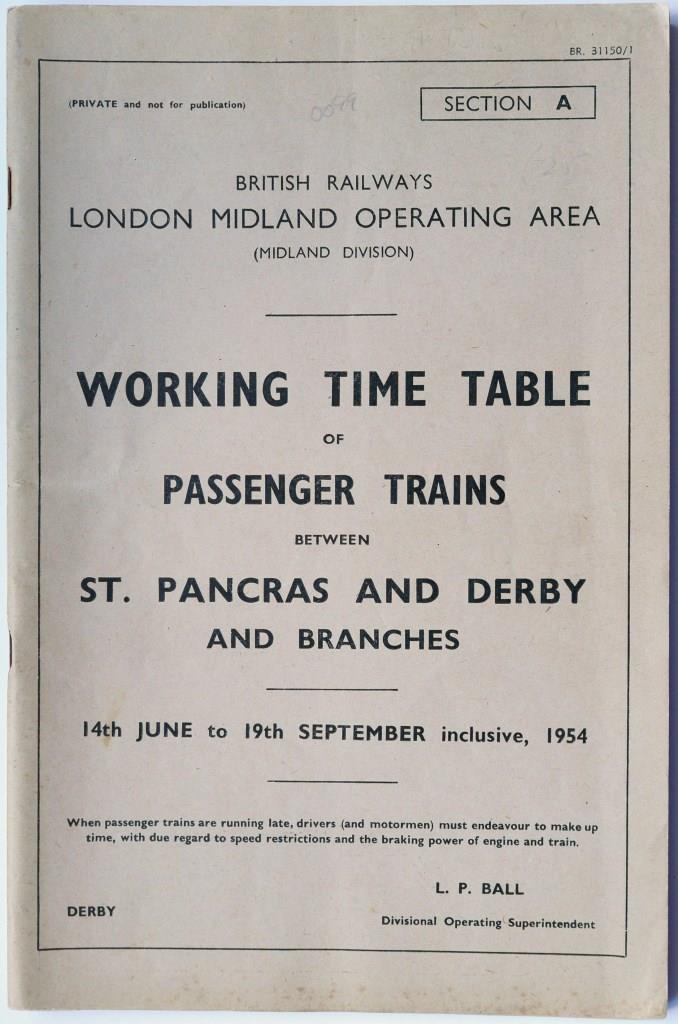 BR. 31150/1
(PRIVATE and not for publication)
SECTION A
BRITISH RAILWAYS
LONDON MIDLAND OPERATING AREA
(MIDLAND DIVISION)
WORKING TIME TABLE
OF
PASSENGER TRAINS
BETWEEN
ST. PANCRAS AND DERBY
AND BRANCHES
14th JUNE to 19th SEPTEMBER inclusive, 1954
When passenger trains are running late, drivers (and motormen) must endeavour to make up
time, with due regard to speed restrictions and the braking power of engine and train.
L. P. BALL
DERBY
Divisional Operating Superintendent